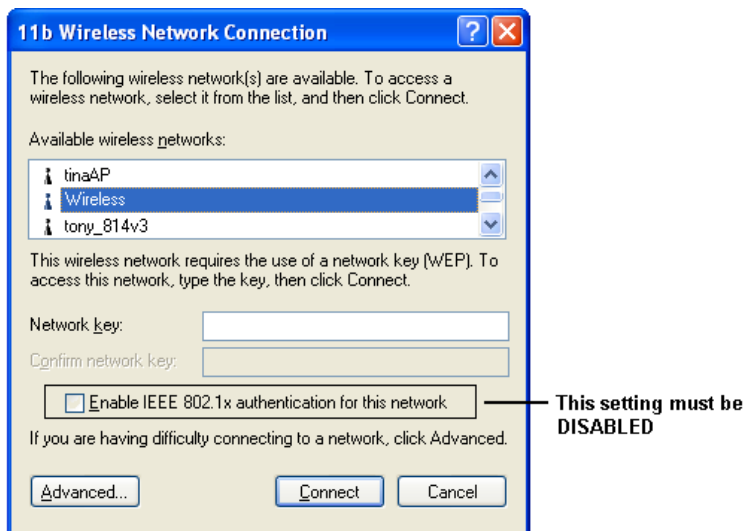 11b Wireless Network Connection
The following wireless network(s) are available. To access a
wireless network, select it from the list, and then click Connect.
Available wireless networks:
tinaAP
Wireless
tony_814v3
This wireless network requires the use of a network key (WEP). To
access this network, type the key, then click Connect.
Network key:
Confirm network key:
Enable IEEE 802.1x authentication for this network
This setting must be
DISABLED
If you are having difficulty connecting to a network, click Advanced.
Advanced...
Connect
Cancel